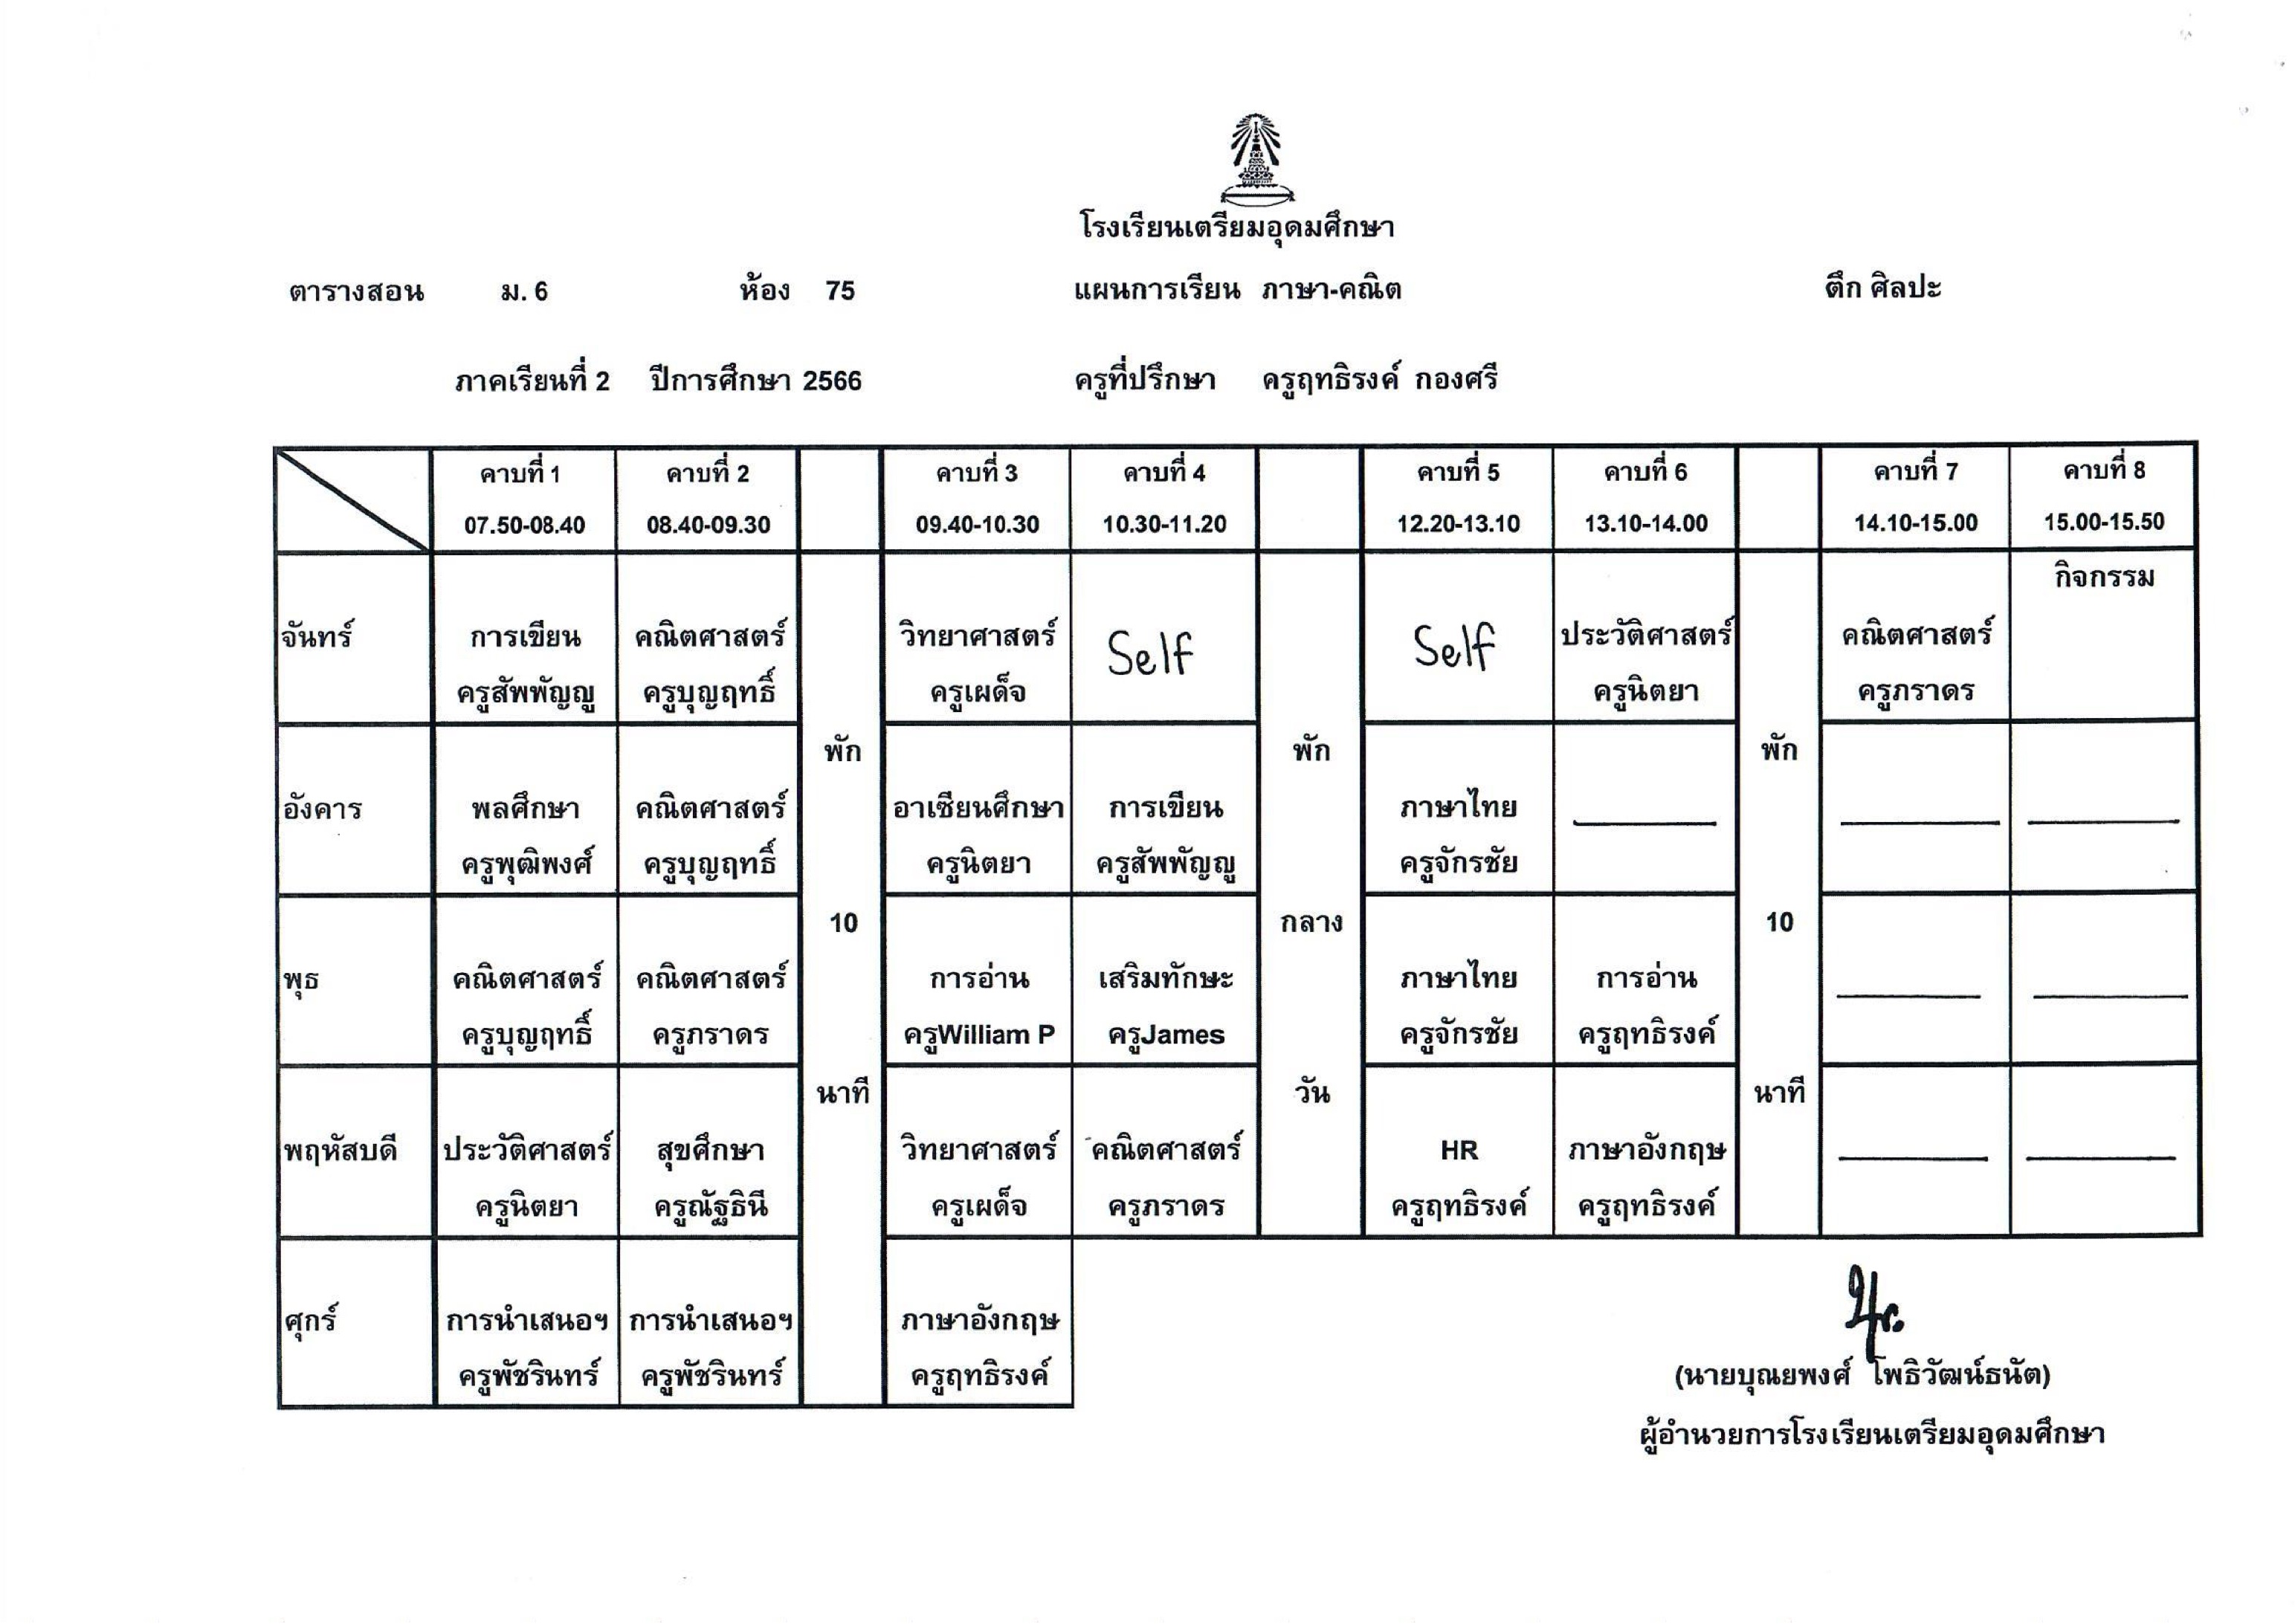 โรงเรียนเตรียมอุดมศึกษา
ตารางสอน ม. 6 ห้อง 75 แผนการเรียน ภาษา-คณิต ตึก ศิลปะ
ภาคเรียนที่ 2 ปีการศึกษา 2566 ครูที่ปรึกษา ครูฤทธิรงค์ กองศรี
คาบที่ 1 คาบที่ 2 คาบที่ 3 คาบที่ 4 คาบที่ 5 คาบที่ 6 คาบที่ 7 คาบที่ 8
07.50-08.40 08.40-09.30 09.40-10.30 10.30-11.20 12.20-13.10 13.10-14.00 14.10-15.00 15.00-15.50
กิจกรรม
จันทร์ การเขียน คณิตศาสตร์ วิทยาศาสตร์ Self Self ประวัติศาสตร์ คณิตศาสตร์
ครูสัพพัญญู ครูบุญฤทธิ์ ครูเผด็จ ครูนิตยา ครูภราดร
พัก พัก พัก
อังคาร พลศึกษา คณิตศาสตร์ อาเซียนศึกษา การเขียน ภาษาไทย
ครูพุฒิพงศ์ ครูบุญฤทธิ์ ครูนิตยา ครูสัพพัญญู ครูจักรชัย
10 กลาง 10
พุธ คณิตศาสตร์ คณิตศาสตร์ การอ่าน เสริมทักษะ ภาษาไทย การอ่าน
ครูบุญฤทธิ์ ครูภราดร ครูWilliam P ครูJames ครูจักรชัย ครูฤทธิรงค์
นาที วัน นาที
พฤหัสบดี ประวัติศาสตร์ สุขศึกษา วิทยาศาสตร์ คณิตศาสตร์ HR ภาษาอังกฤษ
ครูนิตยา ครูณัฐธินี ครูเผด็จ ครูภราดร ครูฤทธิรงค์ ครูฤทธิรงค์
ศุกร์ การนำเสนอฯ การนำเสนอฯ ภาษาอังกฤษ
ครูพัชรินทร์ ครูพัชรินทร์ ครูฤทธิรงค์
(นายบุณยพงศ์ โพธิวัฒน์ธนัต)
ผู้อำนวยการโรงเรียนเตรียมอุดมศึกษา